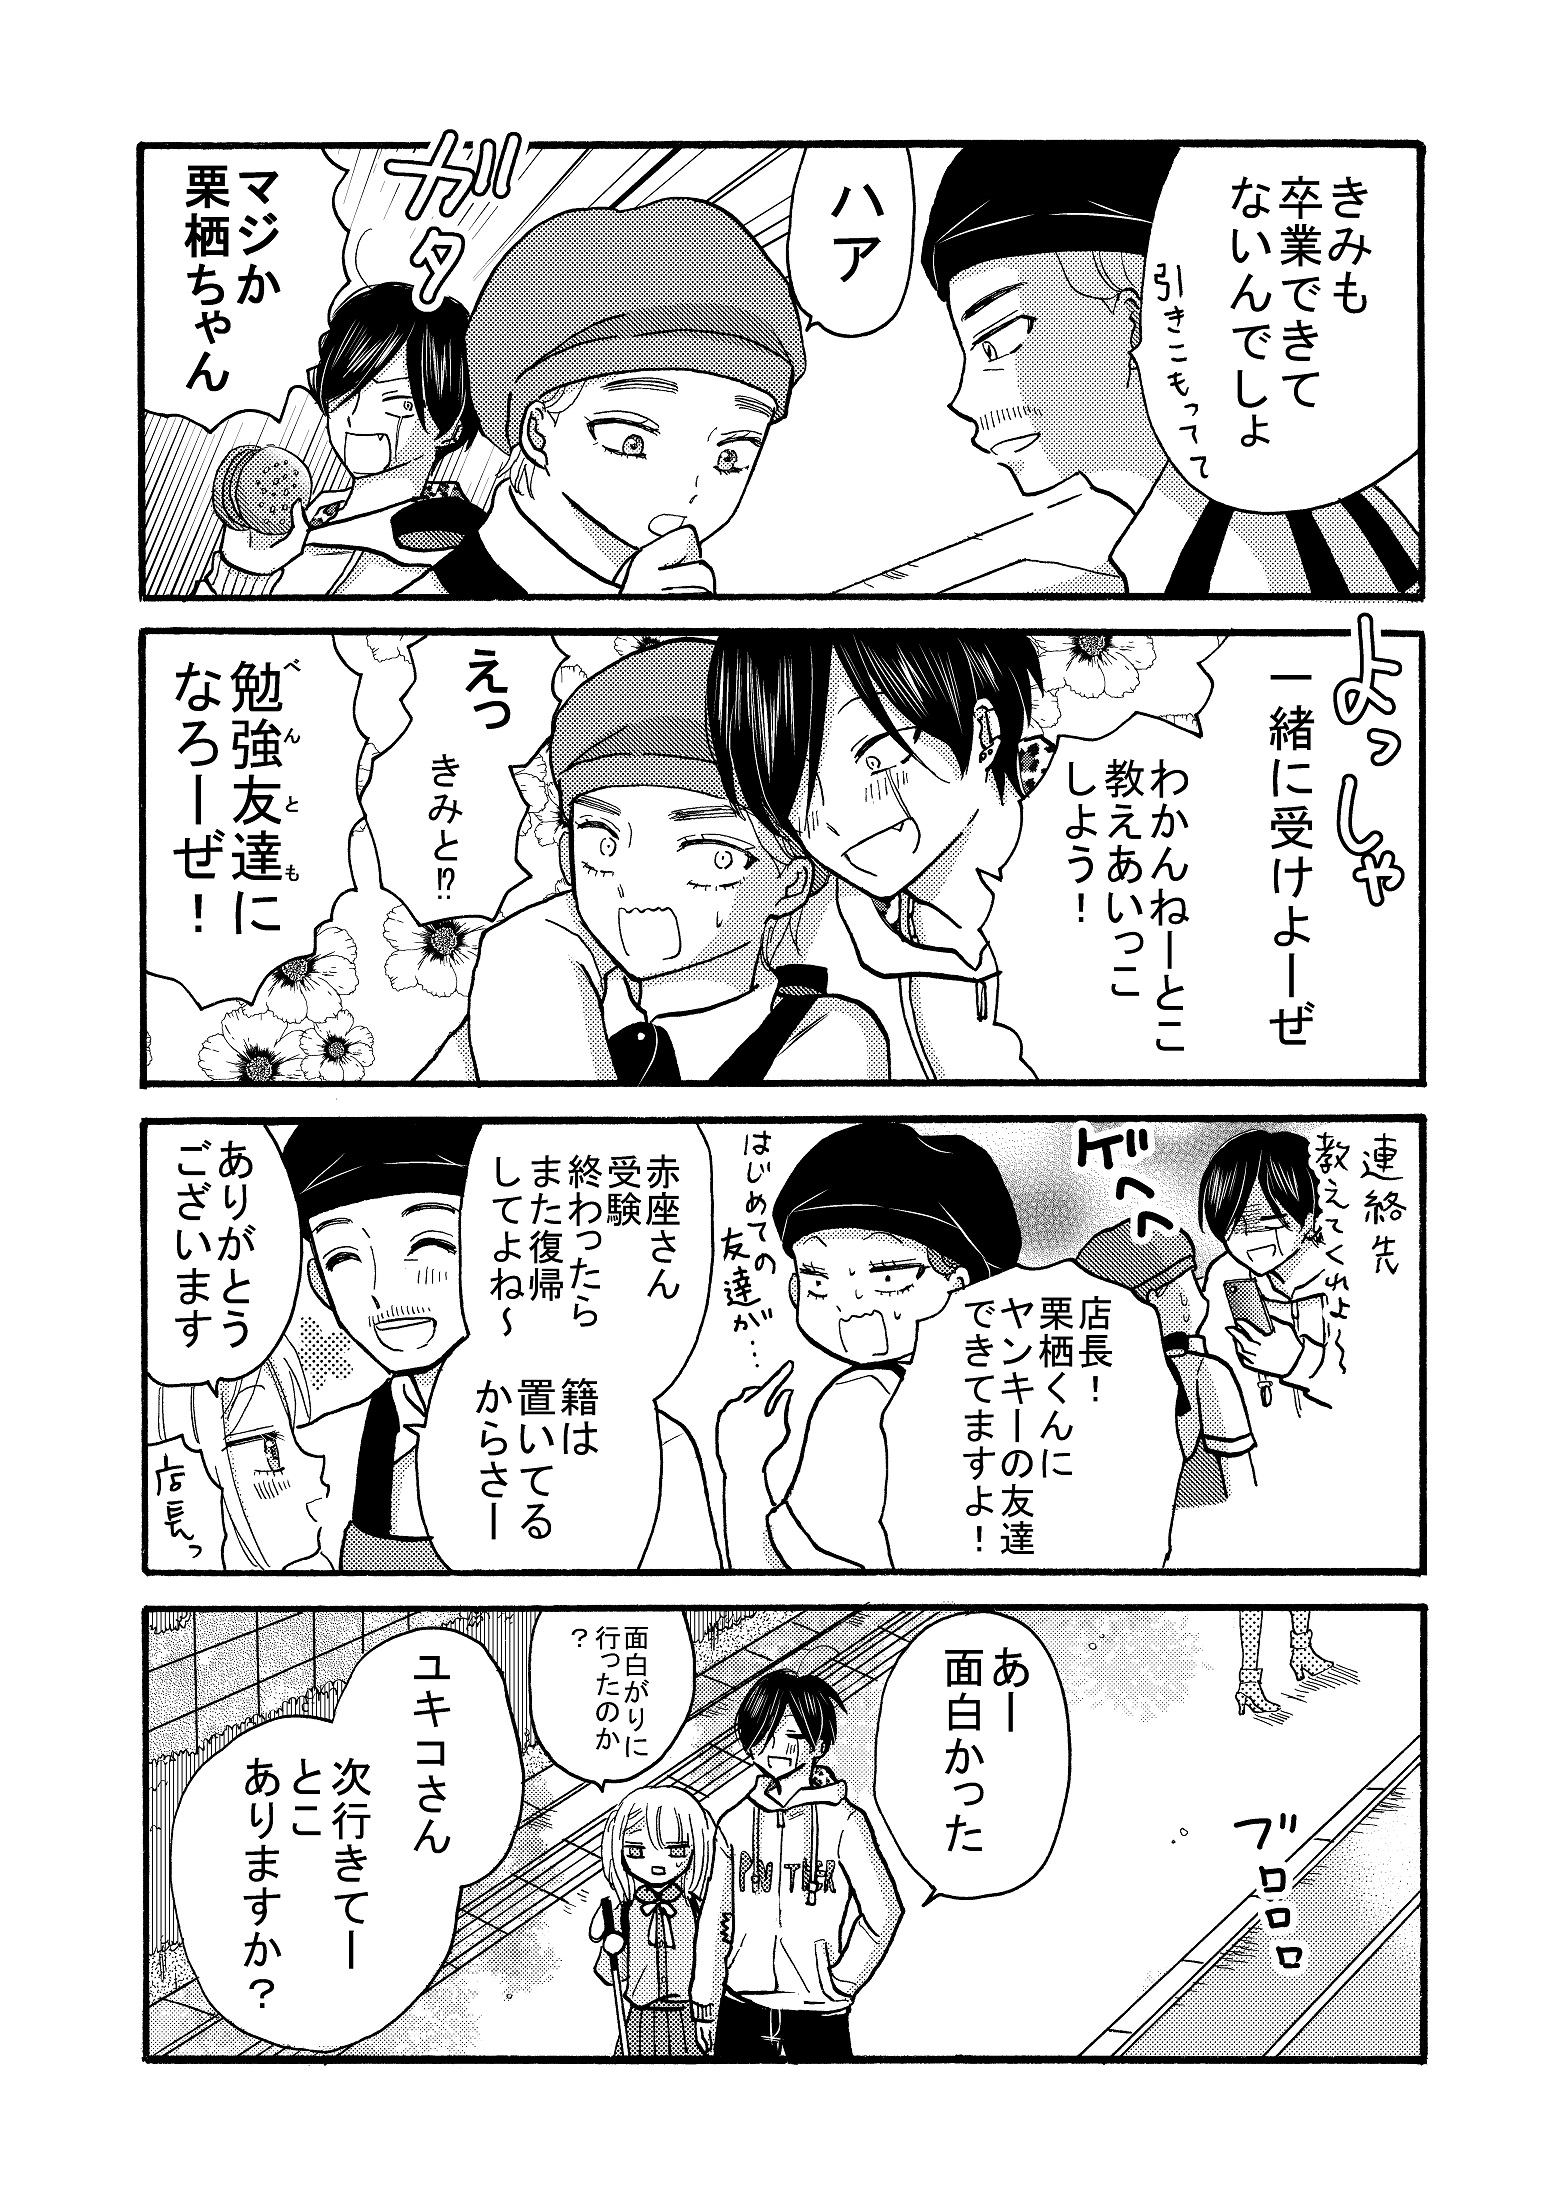 きみも
卒業できて
ないんでしょ
引きこもってて
ハア
ガタ
マジか
栗栖ちゃん
よっしゃ
一緒に受けよーぜ
わかんねーとこ
教えあいっこ
しよう！
えっ
きみと!?
勉強友達に
べんとも
なろーぜ！
連絡先
教えてくれよ〜
ゲヘヘ
店長！
栗栖くんに
ヤンキーの友達
できてますよ！
はじめての
友達が…
赤座さん
受験
終わったら
また復帰
してよね〜
籍は
置いてる
からさー
ありがとう
ございます
店長っ
ブロロロ
あー
面白かった
面白がりに
行ったのか
？
ユキコさん
次行きてー
とこ
ありますか？